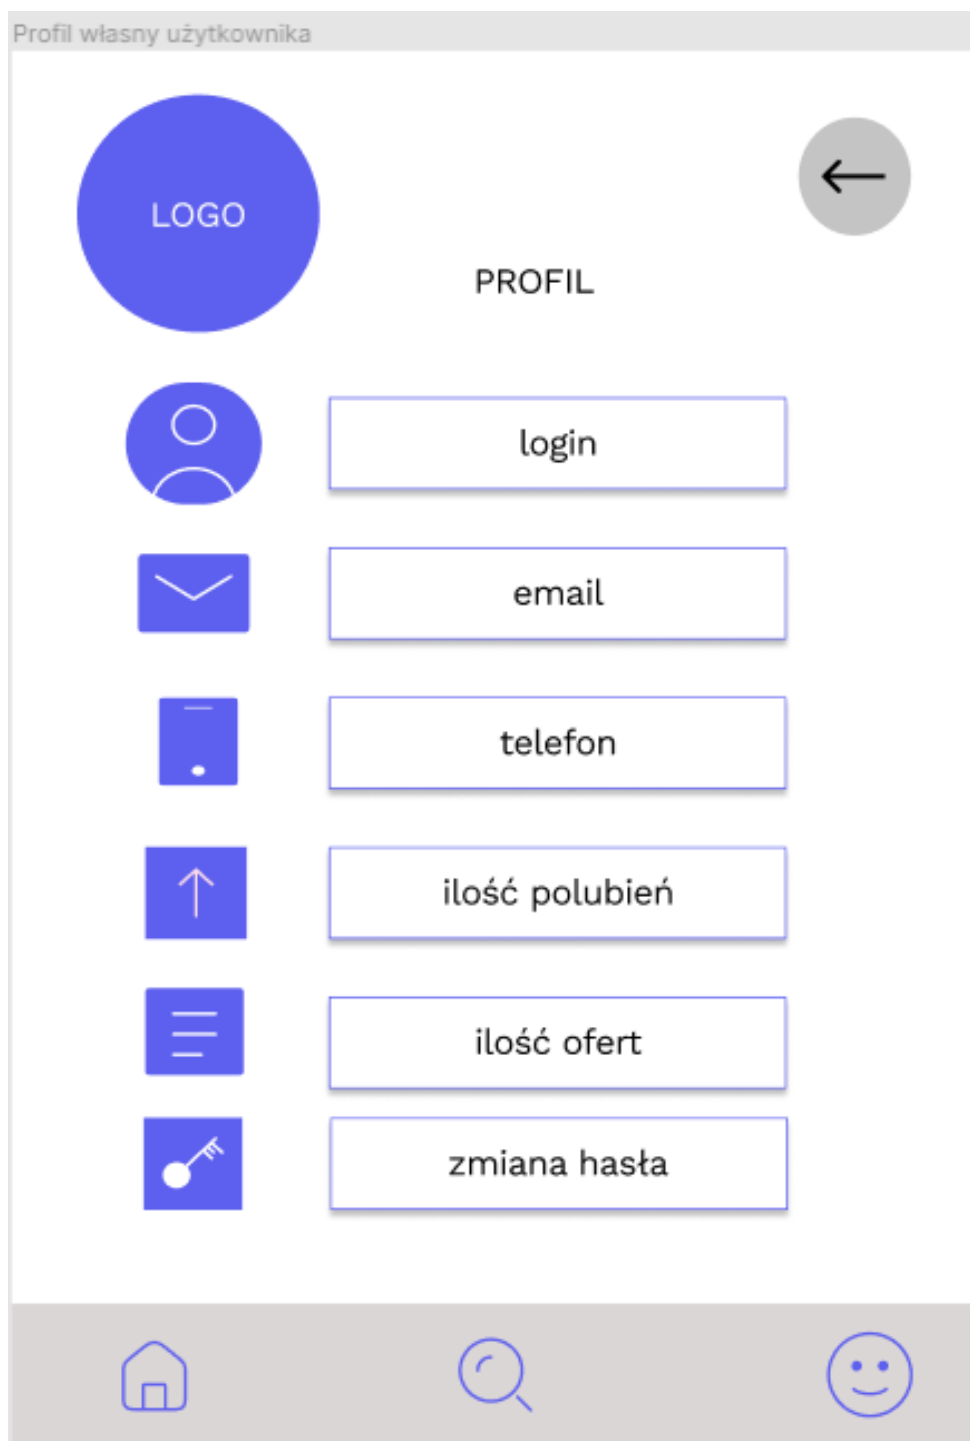 Profil własny użytkownika
LOGO
PROFIL
login
email
telefon
ilość polubień
ilość ofert
zmiana hasła